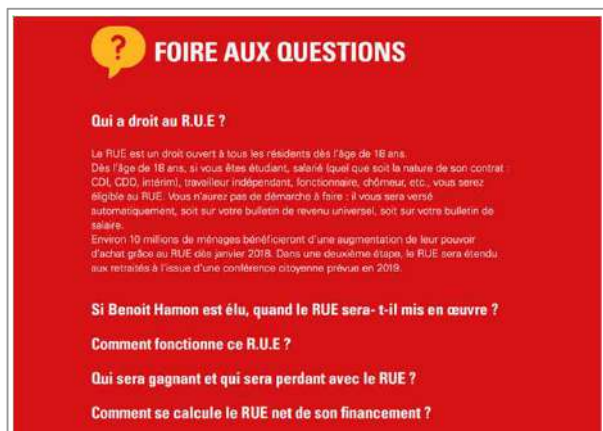 ?
FOIRE AUX QUESTIONS
Qui a droit au R.U.E ?
Le RUE est un droit ouvert à tous les résidents dès l'âge de 18 ans.
Dès l'âge de 18 ans, si vous êtes étudiant, salarié (quel que soit la nature de son contrat :
CDI, CDD, intérim), travailleur indépendant, fonctionnaire, chômeur, etc., vous serez
éligible au RUE. Vous n'aurez pas de démarche à faire : il vous sera versé
automatiquement, soit sur votre bulletin de revenu universel, soit sur votre bulletin de
salaire.
Environ 10 millions de ménages bénéficieront d'une augmentation de leur pouvoir
d'achat grâce au RUE dès janvier 2018. Dans une deuxième étape, le RUE sera étendu
aux retraités à l'issue d'une conférence citoyenne prévue en 2019.
Si Benoit Hamon est élu, quand le RUE sera- t-il mis en œuvre ?
Comment fonctionne ce R.U.E ?
Qui sera gagnant et qui sera perdant avec le RUE ?
Comment se calcule le RUE net de son financement ?